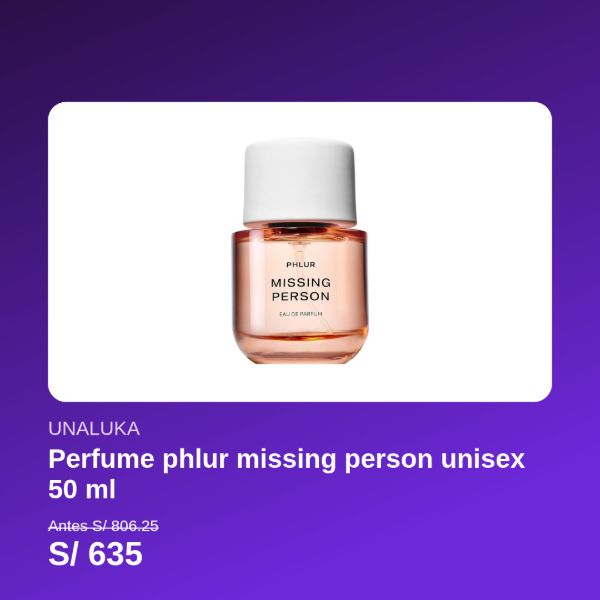 PHLUR
MISSING
PERSON
EAU DE PARFUM
UNALUKA
Perfume phlur missing person unisex
50 ml
Antes S/ 806.25
S/ 635